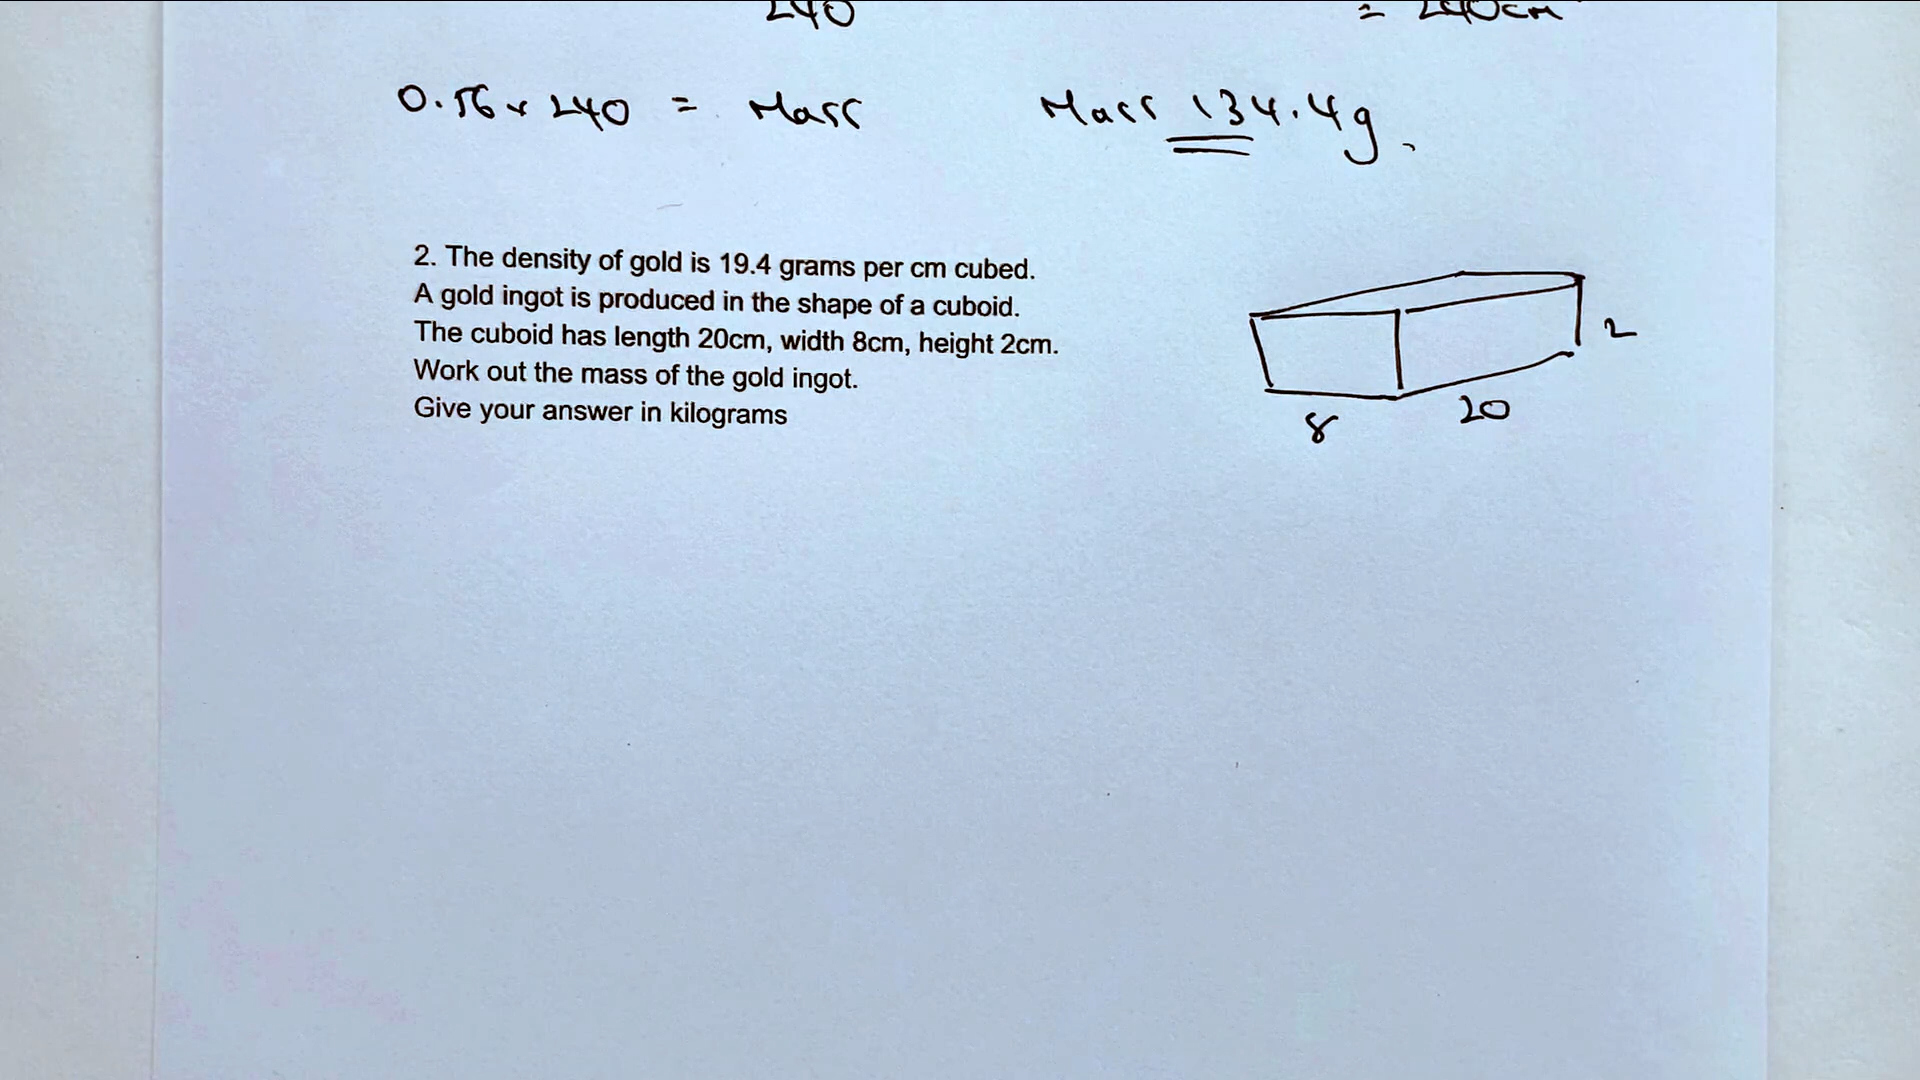 240
= 240cm
0.56 x 240 = Mass
Mass 134.4g.
2. The density of gold is 19.4 grams per cm cubed.
A gold ingot is produced in the shape of a cuboid.
The cuboid has length 20cm, width 8cm, height 2cm.
Work out the mass of the gold ingot.
Give your answer in kilograms
2
20
8